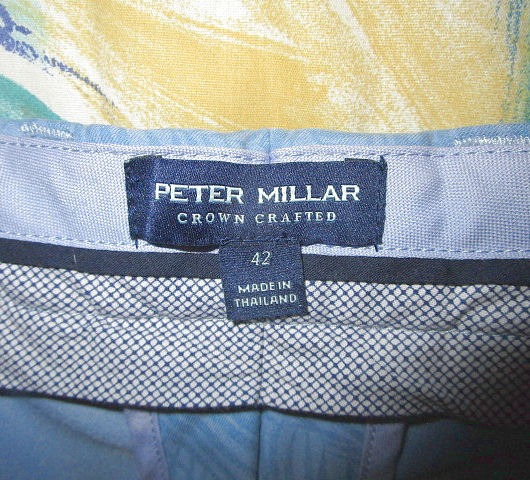 PETER MILLAR
CROWN CRAFTED
42
MADE IN
THAILAND